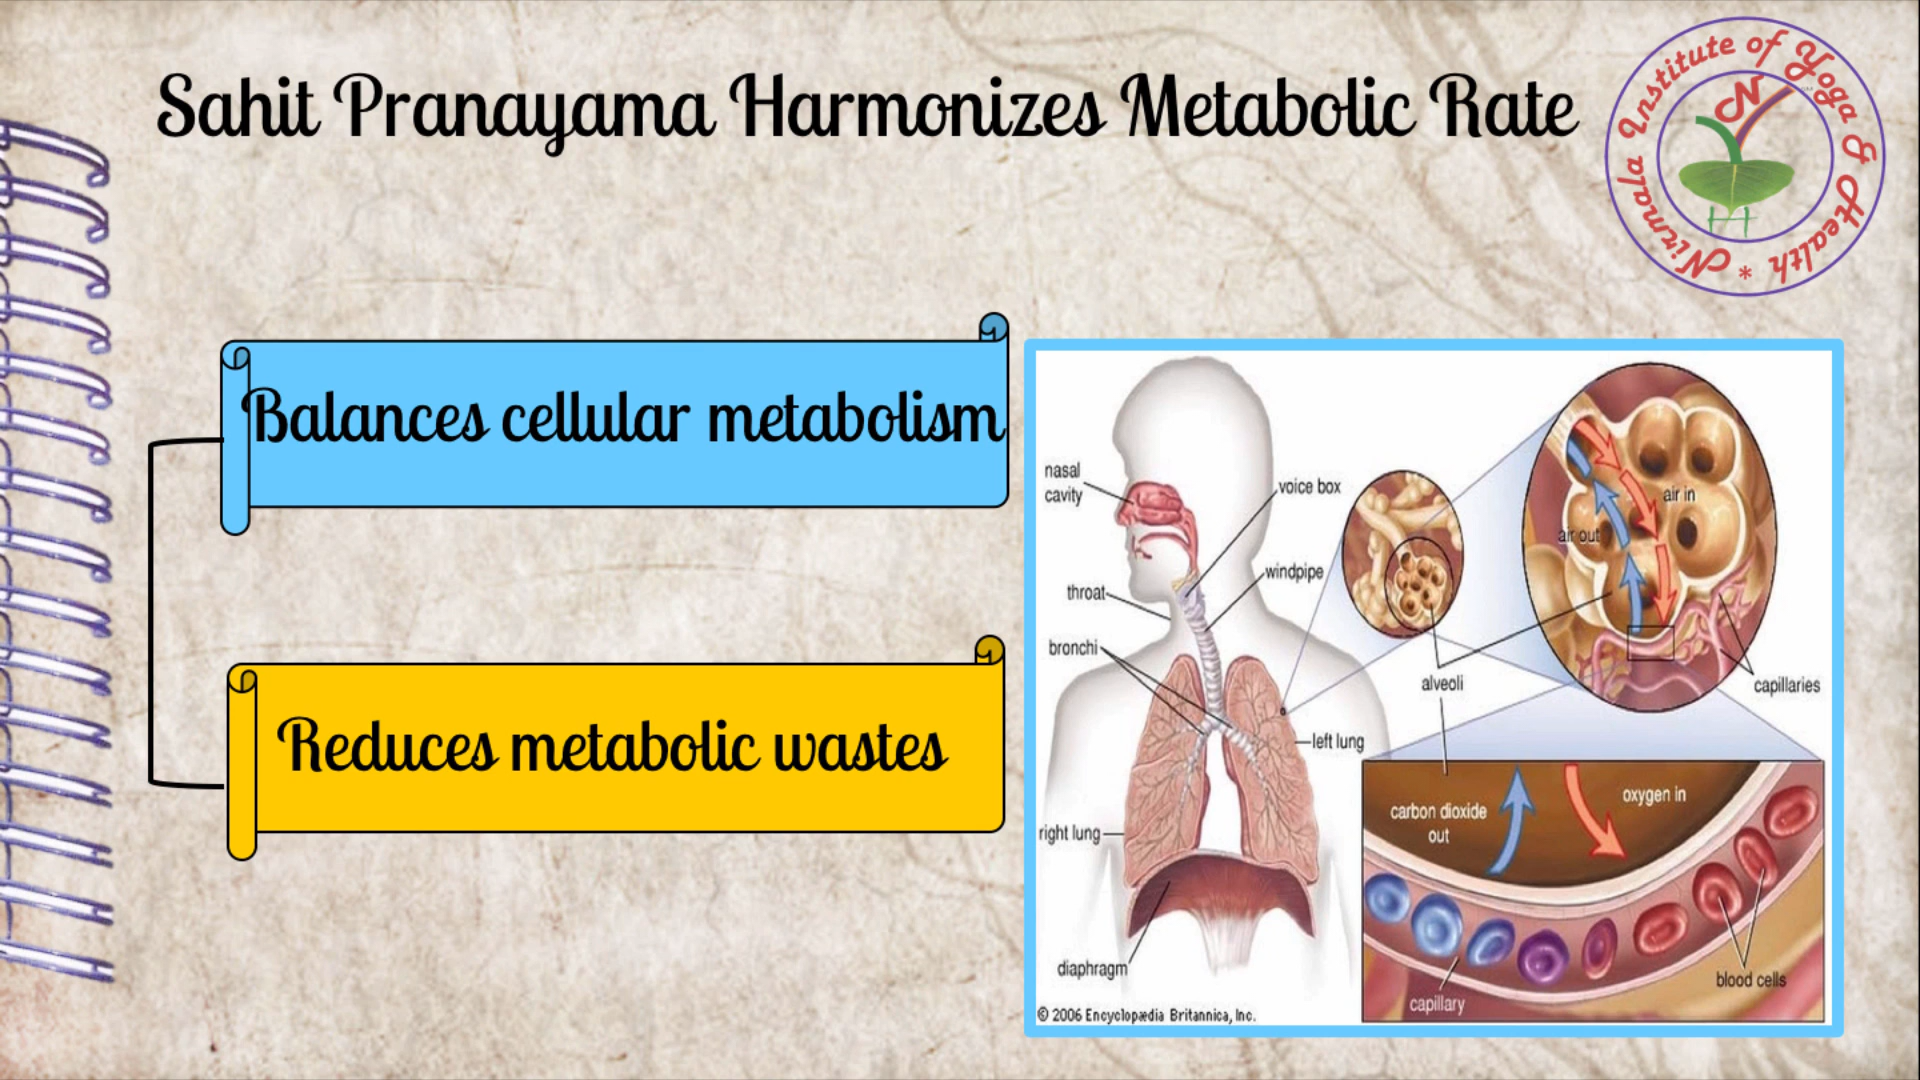 Sahit Pranayama Harmonizes Metabolic Rate
Nirmala Institute of Yoga & Health *
N
H
Balances cellular metabolism
Reduces metabolic wastes
nasal
cavity
voice box
windpipe
throat
bronchi
left lung
right lung
diaphragm
air in
air out
alveoli
capillaries
carbon dioxide
out
oxygen in
blood cells
capillary
© 2006 Encyclopædia Britannica, Inc.